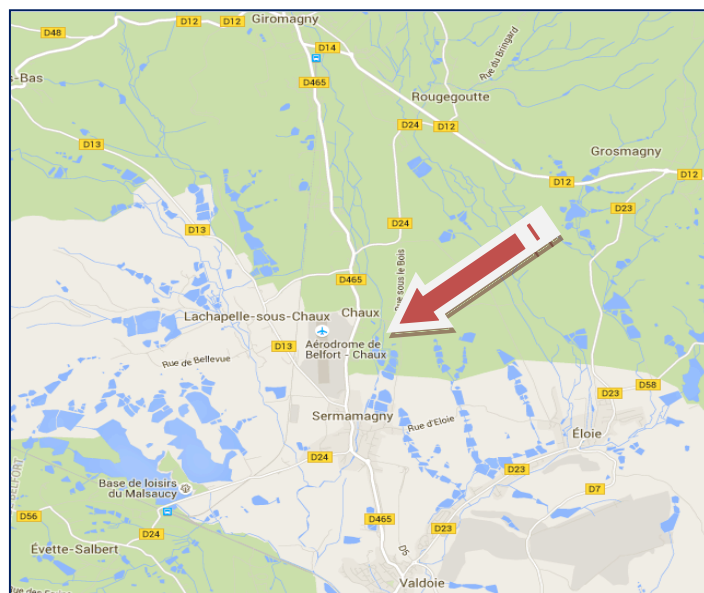 Giromagny
D48
D12
D12
D14
Rue du Bringard
s-Bas
D465
Rougegoutte
D24
D12
D13
Grosmagny
D12
D12
D23
D24
D13
sous le Bois
D465
Lachapelle-sous-Chaux
Chaux
D13
Aérodrome de
Belfort - Chaux
Rue de Bellevue
D58
D23
Sermamagny
Rue d'Eloie
Éloie
D24
D23
Base de loisirs
du Malsaucy
D7
BELFORT
D56
D465
D23
D24
D5
Évette-Salbert
Valdoie